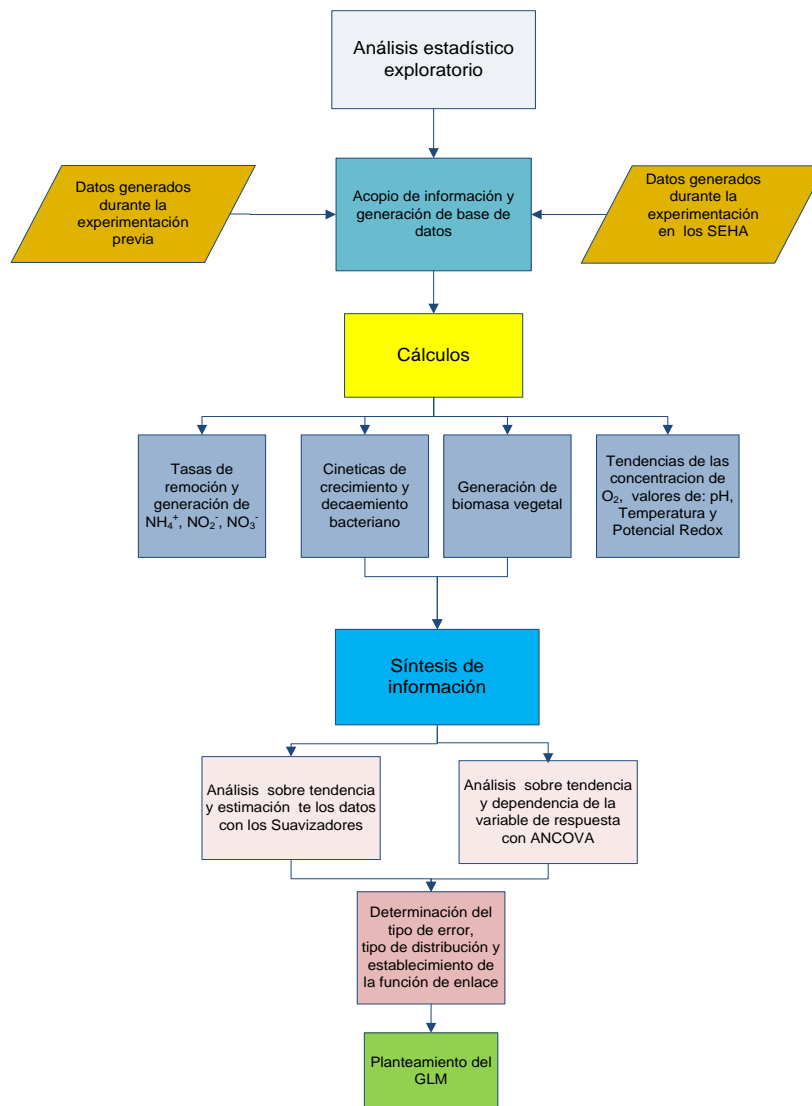 Análisis estadístico
exploratorio
Datos generados
durante la
experimentación
previa
Acopio de información y
generación de base de
datos
Datos generados
durante la
experimentación
en los SEHA
Cálculos
Tasas de
remoción y
generación de
NH₄⁺, NO₂⁻, NO₃⁻
Cineticas de
crecimiento y
decaemiento
bacteriano
Generación de
biomasa vegetal
Tendencias de las
concentracion de
O₂, valores de: pH,
Temperatura y
Potencial Redox
Síntesis de
información
Análisis sobre tendencia
y estimación te los datos
con los Suavizadores
Análisis sobre tendencia
y dependencia de la
variable de respuesta
con ANCOVA
Determinación del
tipo de error,
tipo de distribución y
establecimiento de
la función de enlace
Planteamiento del
GLM